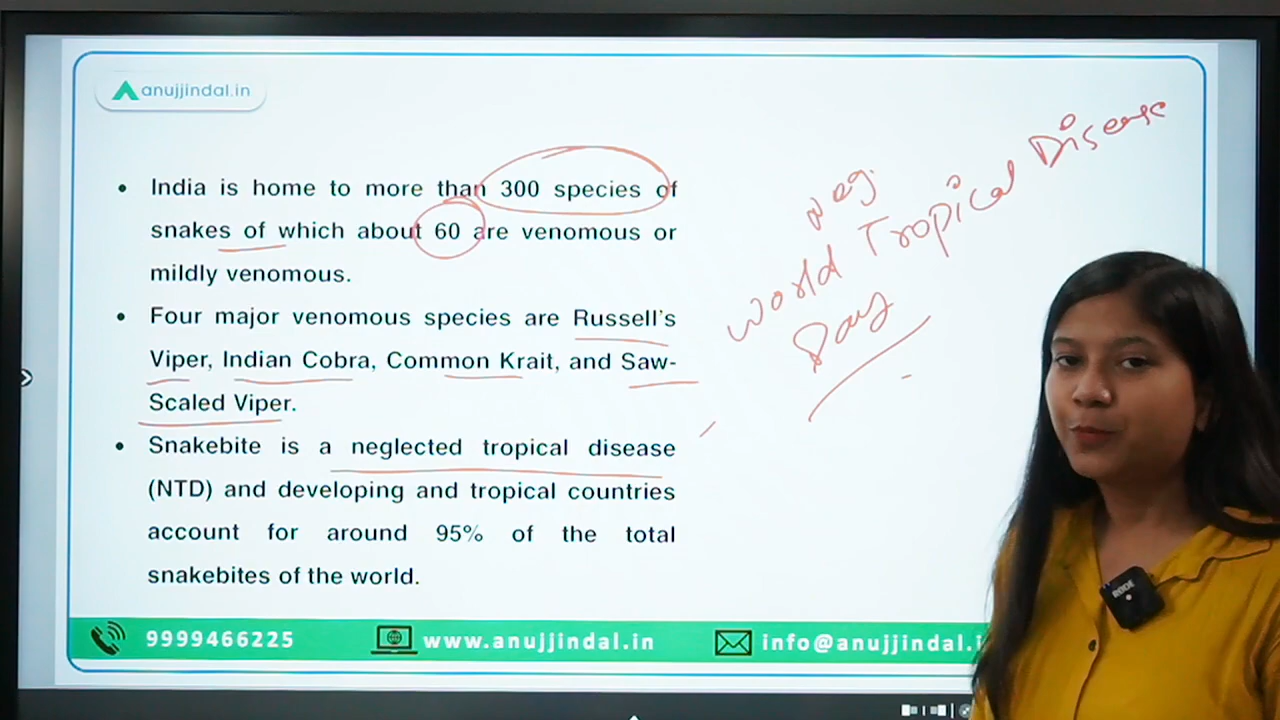 anujjindal.in
• India is home to more than 300 species of
snakes of which about 60 are venomous or
mildly venomous.
• Four major venomous species are Russell's
Viper, Indian Cobra, Common Krait, and Saw-
Scaled Viper.
• Snakebite is a neglected tropical disease
(NTD) and developing and tropical countries
account for around 95% of the total
snakebites of the world.
Neg.
World Tropical Disease
Day
9999466225
www.anujjindal.in
info@anujjindal.i
RODE